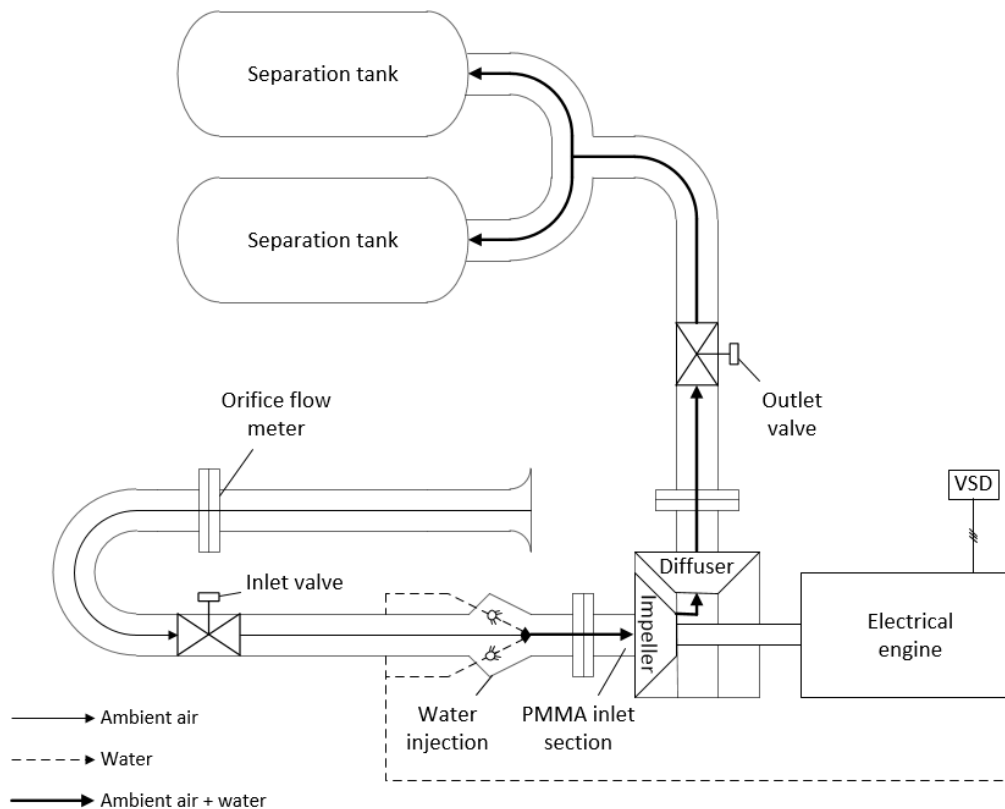 Separation tank
Separation tank
Outlet
valve
Orifice flow
meter
VSD
Inlet valve
Diffuser
Impeller
Electrical
engine
Water
injection
PMMA inlet
section
Ambient air
Water
Ambient air + water